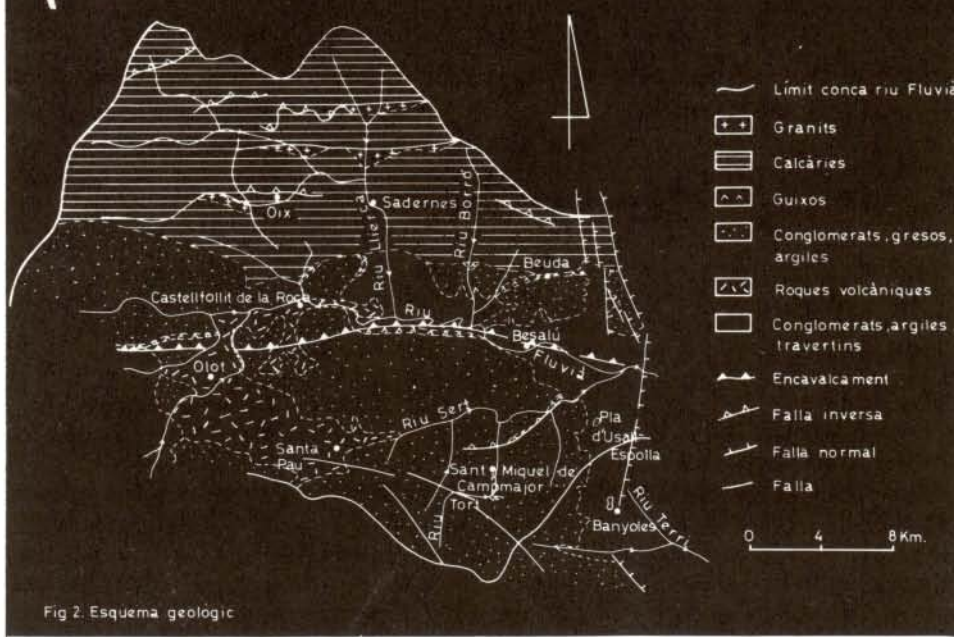 Límit conca riu Fluvià
Granits
Calcàries
Guixos
Conglomerats, gresos,
argiles
Roques volcàniques
Conglomerats, argiles
travertins
Encavalcament
Falla inversa
Falla normal
Falla
0 4 8 Km.
Oix
Sadernes
Riu Llierca
Riu Borró
Beuda
Castellfollit de la Roca
Riu
Fluvià
Besalú
Olot
Riu Sert
Santa
Pau
Sant Miquel de
Campmajor
Riu
Tort
Pla
d'Usall
Espolla
Banyoles
Riu Terri
Fig 2. Esquema geològic